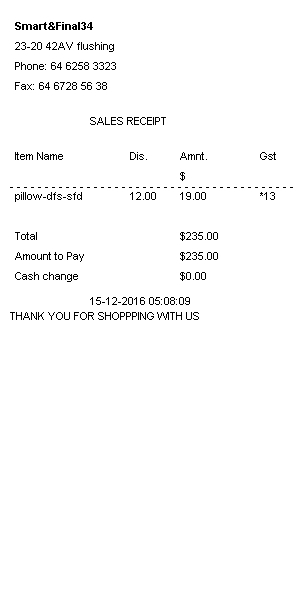 Smart&Final34
23-20 42AV flushing
Phone: 64 6258 3323
Fax: 64 6728 56 38
SALES RECEIPT
Item Name Dis. Amnt. Gst
$
pillow-dfs-sfd 12.00 19.00 *13
Total $235.00
Amount to Pay $235.00
Cash change $0.00
15-12-2016 05:08:09
THANK YOU FOR SHOPPPING WITH US